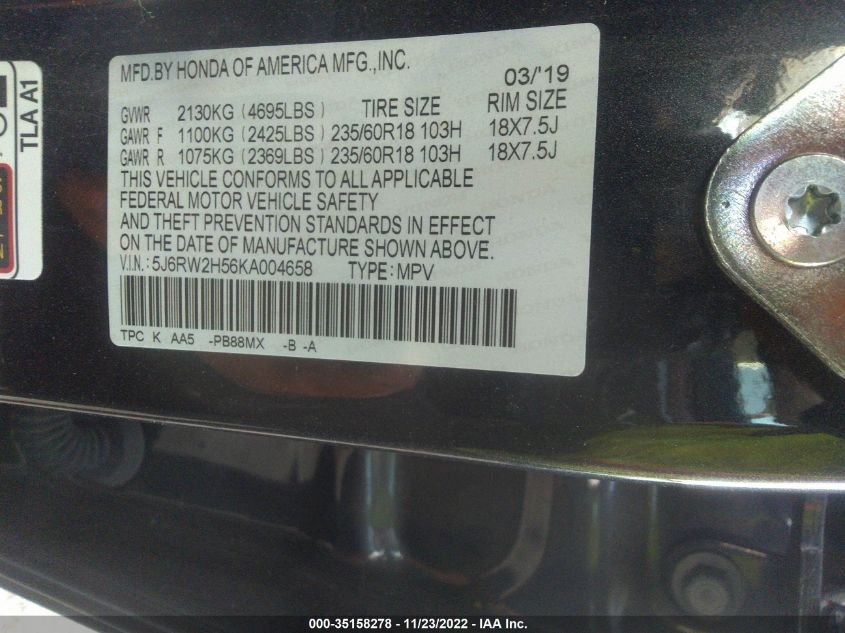 MFD.BY HONDA OF AMERICA MFG.,INC.
03/'19
GVWR 2130KG (4695LBS) TIRE SIZE RIM SIZE
GAWR F 1100KG (2425LBS) 235/60R18 103H 18X7.5J
GAWR R 1075KG (2369LBS) 235/60R18 103H 18X7.5J
THIS VEHICLE CONFORMS TO ALL APPLICABLE
FEDERAL MOTOR VEHICLE SAFETY
AND THEFT PREVENTION STANDARDS IN EFFECT
ON THE DATE OF MANUFACTURE SHOWN ABOVE.
V.I.N.: 5J6RW2H56KA004658 TYPE: MPV
TPC K AA5 -PB88MX -B -A
TLA A1
000-35158278 - 11/23/2022 - IAA Inc.